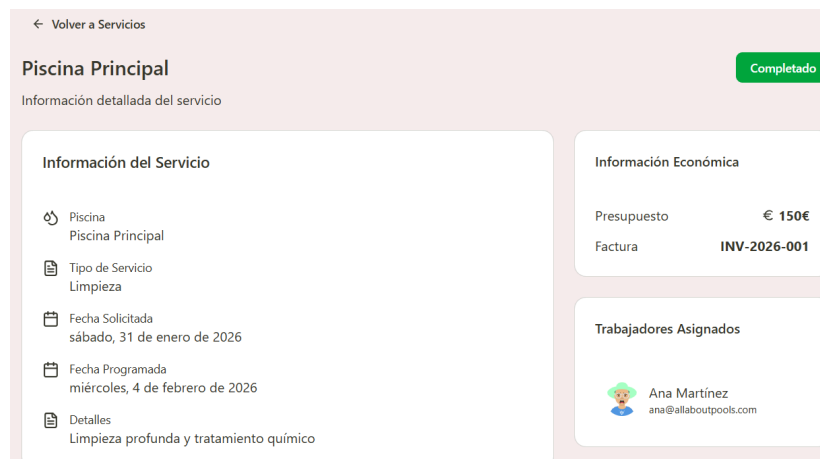 Volver a Servicios
Piscina Principal
Completado
Información detallada del servicio
Información del Servicio
Piscina
Piscina Principal
Tipo de Servicio
Limpieza
Fecha Solicitada
sábado, 31 de enero de 2026
Fecha Programada
miércoles, 4 de febrero de 2026
Detalles
Limpieza profunda y tratamiento químico
Información Económica
Presupuesto € 150€
Factura INV-2026-001
Trabajadores Asignados
Ana Martínez
ana@allaboutpools.com